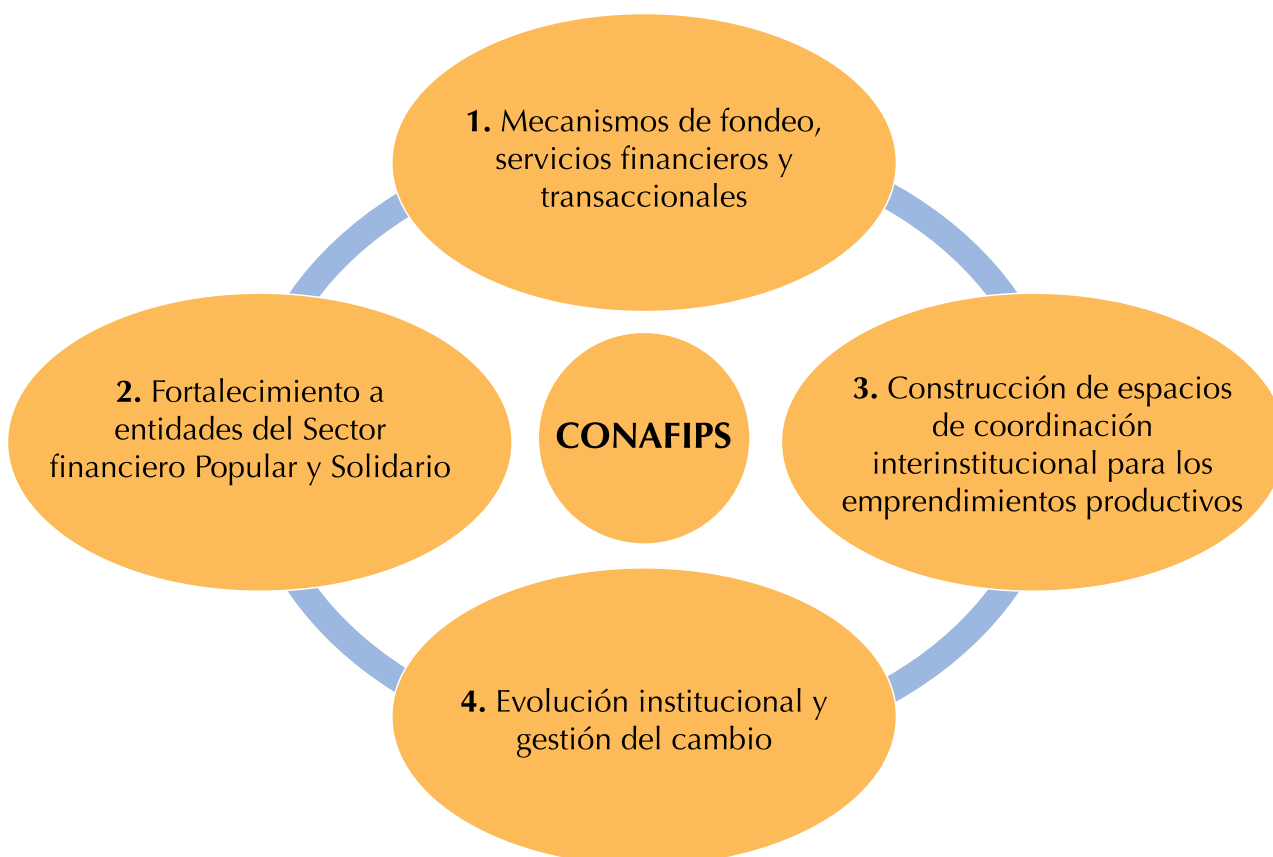 1. Mecanismos de fondeo,
servicios financieros y
transaccionales
2. Fortalecimiento a
entidades del Sector
financiero Popular y Solidario
CONAFIPS
3. Construcción de espacios
de coordinación
interinstitucional para los
emprendimientos productivos
4. Evolución institucional y
gestión del cambio